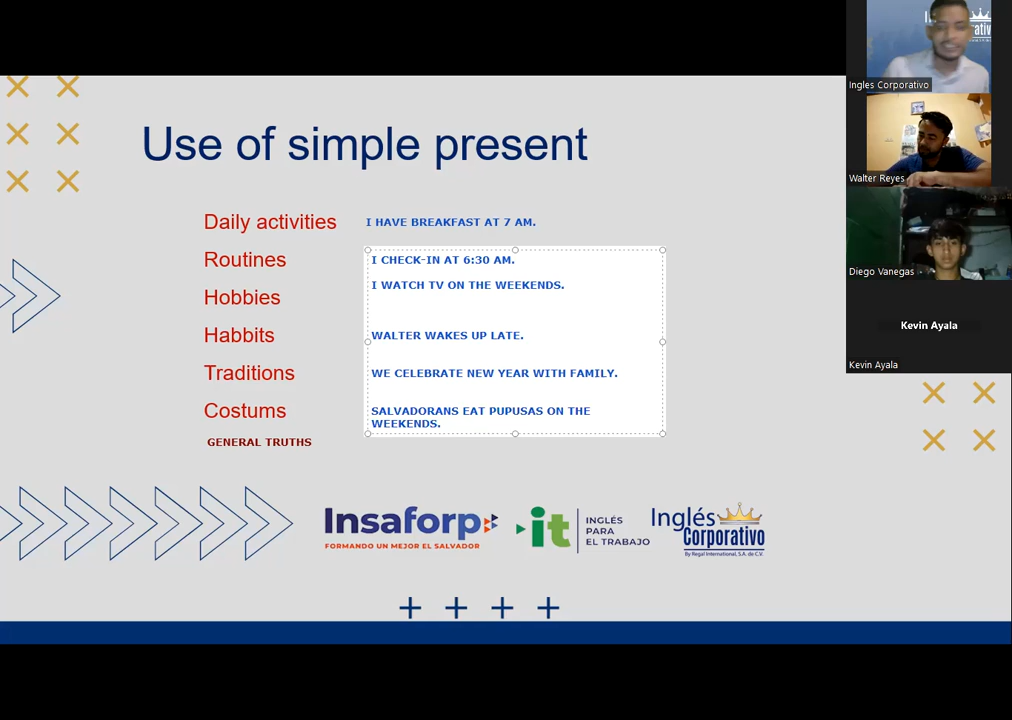 Use of simple present
Daily activities
I HAVE BREAKFAST AT 7 AM.
Routines
I CHECK-IN AT 6:30 AM.
I WATCH TV ON THE WEEKENDS.
Hobbies
Habbits
WALTER WAKES UP LATE.
Traditions
WE CELEBRATE NEW YEAR WITH FAMILY.
Costums
SALVADORANS EAT PUPUSAS ON THE
WEEKENDS.
GENERAL TRUTHS
Insaforp
FORMANDO UN MEJOR EL SALVADOR
it
INGLÉS
PARA
EL TRABAJO
Inglés
Corporativo
By Regal International, S.A. de C.V.
Ingles Corporativo
Walter Reyes
Diego Vanegas
Kevin Ayala
Kevin Ayala